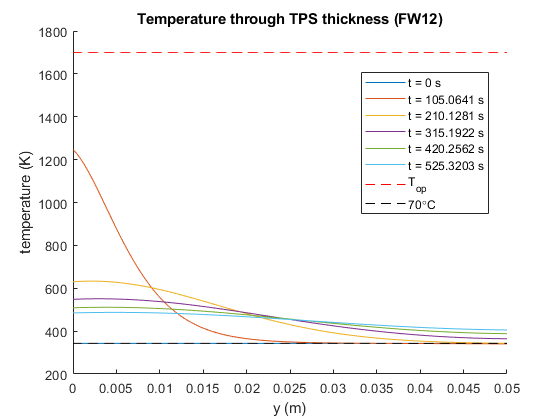 Temperature through TPS thickness (FW12)
1800
1600
1400
1200
1000
800
600
400
200
temperature (K)
t = 0 s
t = 105.0641 s
t = 210.1281 s
t = 315.1922 s
t = 420.2562 s
t = 525.3203 s
T_op
70°C
0 0.005 0.01 0.015 0.02 0.025 0.03 0.035 0.04 0.045 0.05
y (m)